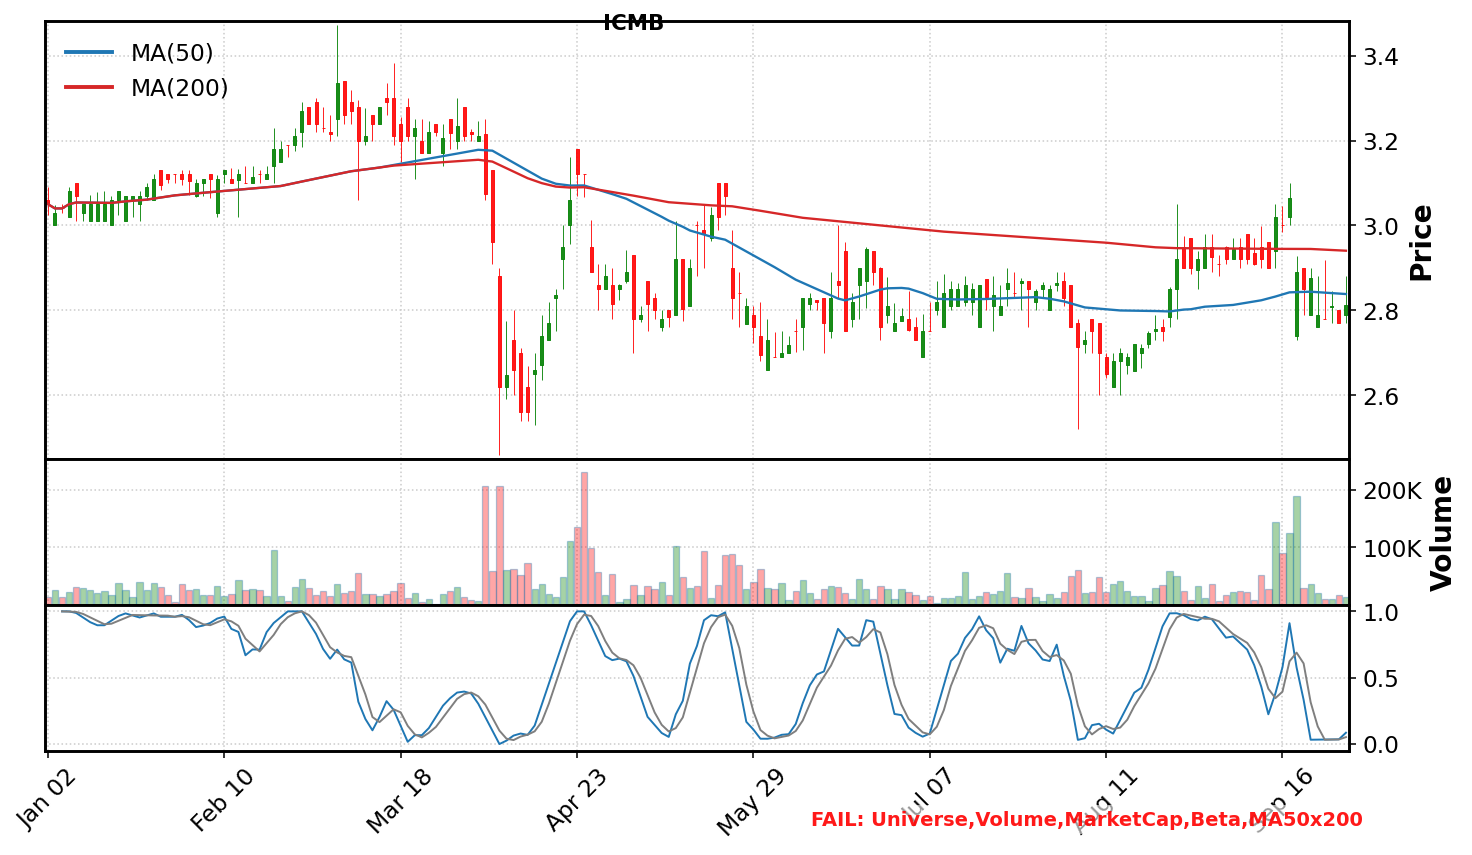 ICMB
MA(50)
MA(200)
3.4
3.2
3.0
2.8
2.6
Price
200K
100K
Volume
1.0
0.5
0.0
Jan 02
Feb 10
Mar 18
Apr 23
May 29
Jul 07
Aug 11
Sep 16
FAIL: Universe,Volume,MarketCap,Beta,MA50x200